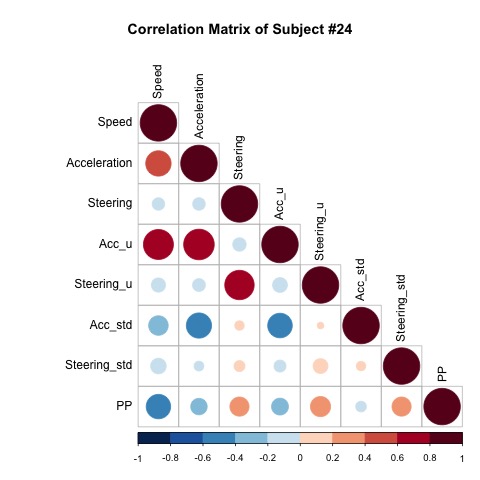 Correlation Matrix of Subject #24
Speed
Acceleration
Steering
Acc_u
Steering_u
Acc_std
Steering_std
PP
Speed
Acceleration
Steering
Acc_u
Steering_u
Acc_std
Steering_std
PP
-1 -0.8 -0.6 -0.4 -0.2 0 0.2 0.4 0.6 0.8 1